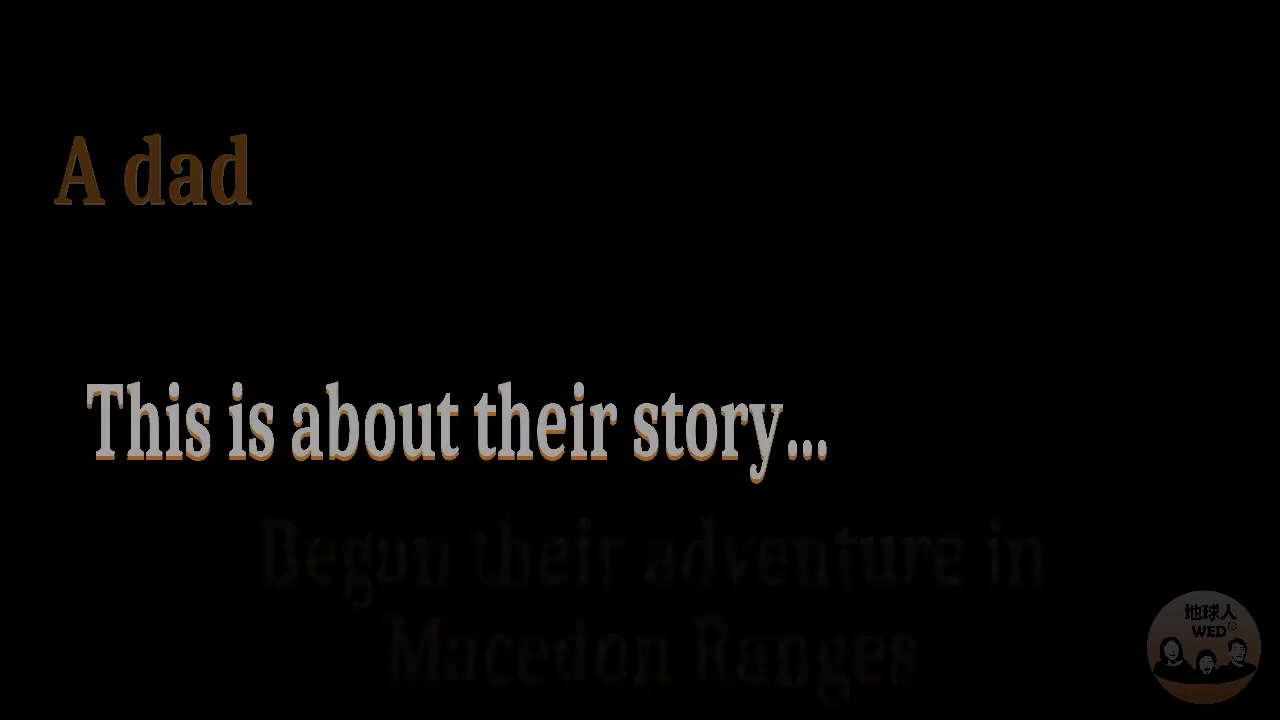 A dad
This is about their story...
Begun their adventure in
Macedon Ranges
地球人
WED